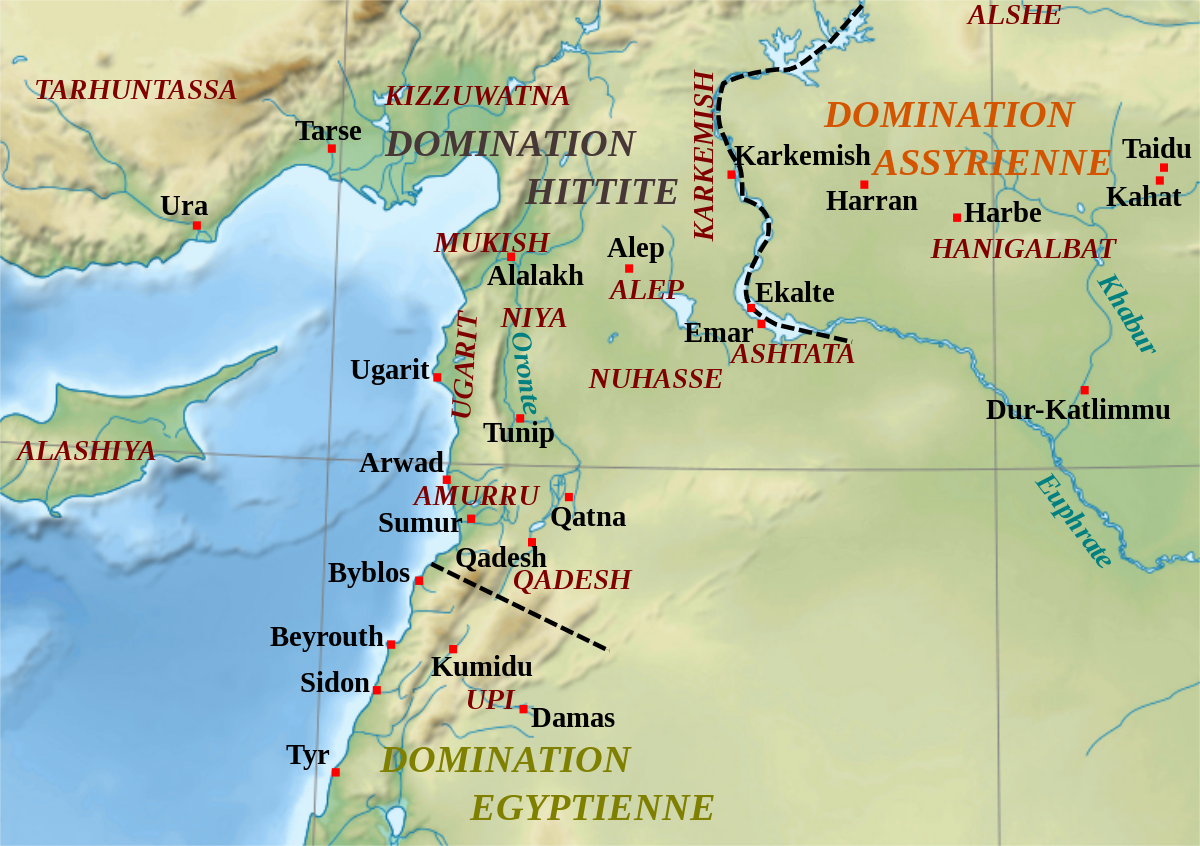 ALSHE
TARHUNTASSA
KIZZUWATNA
KARKEMISH
DOMINATION
ASSYRIENNE
Tarse
DOMINATION
HITTITE
Karkemish
Taidu
Harran
Kahat
Ura
Harbe
MUKISH
Alep
HANIGALBAT
Alalakh
ALEP
Ekalte
Khabur
NIYA
Emar
UGARIT
Oronte
ASHTATA
Ugarit
NUHASSE
Dur-Katlimmu
Tunip
ALASHIYA
Arwad
AMURRU
Sumur
Qatna
Euphrate
Qadesh
Byblos
QADESH
Beyrouth
Kumidu
Sidon
UPI
Damas
Tyr
DOMINATION
EGYPTIENNE